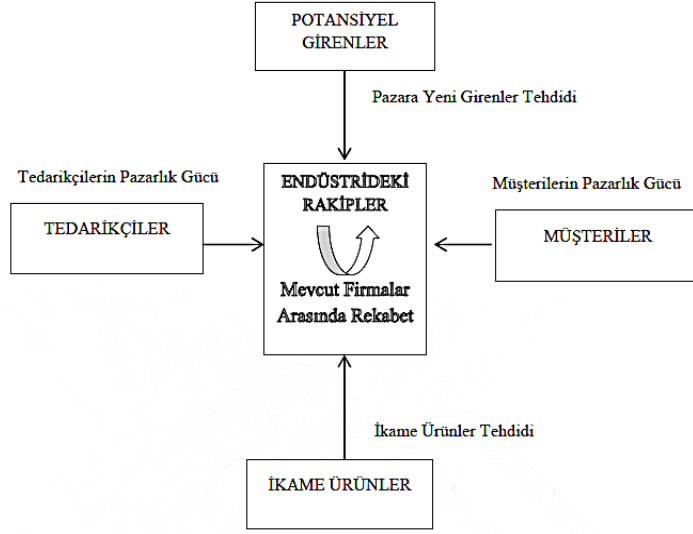 POTANSİYEL
GİRENLER
Pazara Yeni Girenler Tehdidi
Tedarikçilerin Pazarlık Gücü
TEDARİKÇİLER
ENDÜSTRİDEKİ
RAKİPLER
Mevcut Firmalar
Arasında Rekabet
Müşterilerin Pazarlık Gücü
MÜŞTERİLER
İkame Ürünler Tehdidi
İKAME ÜRÜNLER